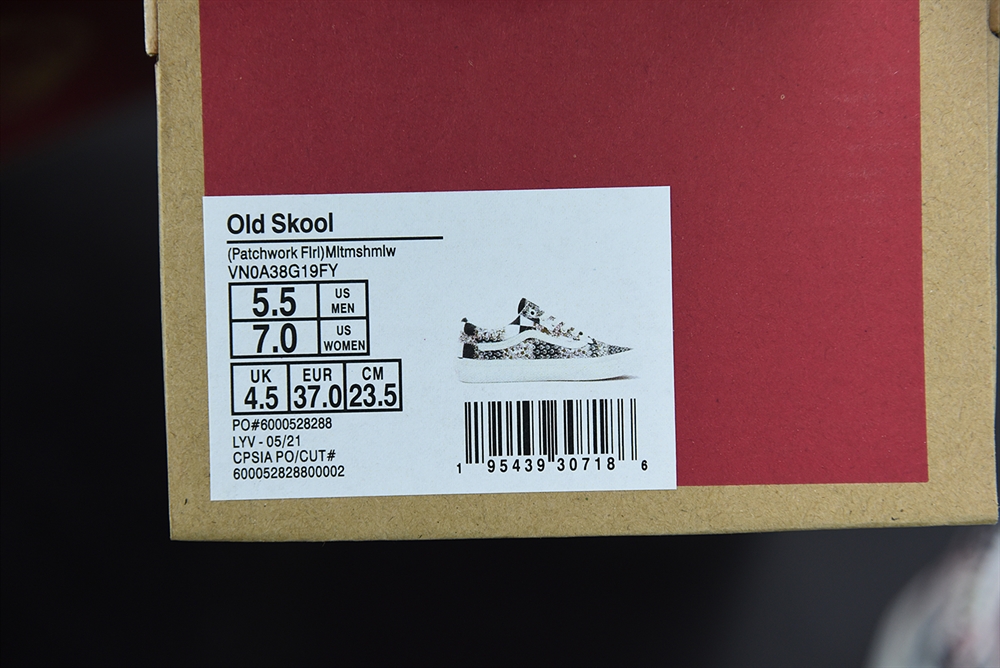 Old Skool
(Patchwork Flrl)Mltmshmlw
VN0A38G19FY
5.5 US MEN
7.0 US WOMEN
UK EUR CM
4.5 37.0 23.5
PO#6000528288
LYV - 05/21
CPSIA PO/CUT#
600052828800002
1 95439 30718 6